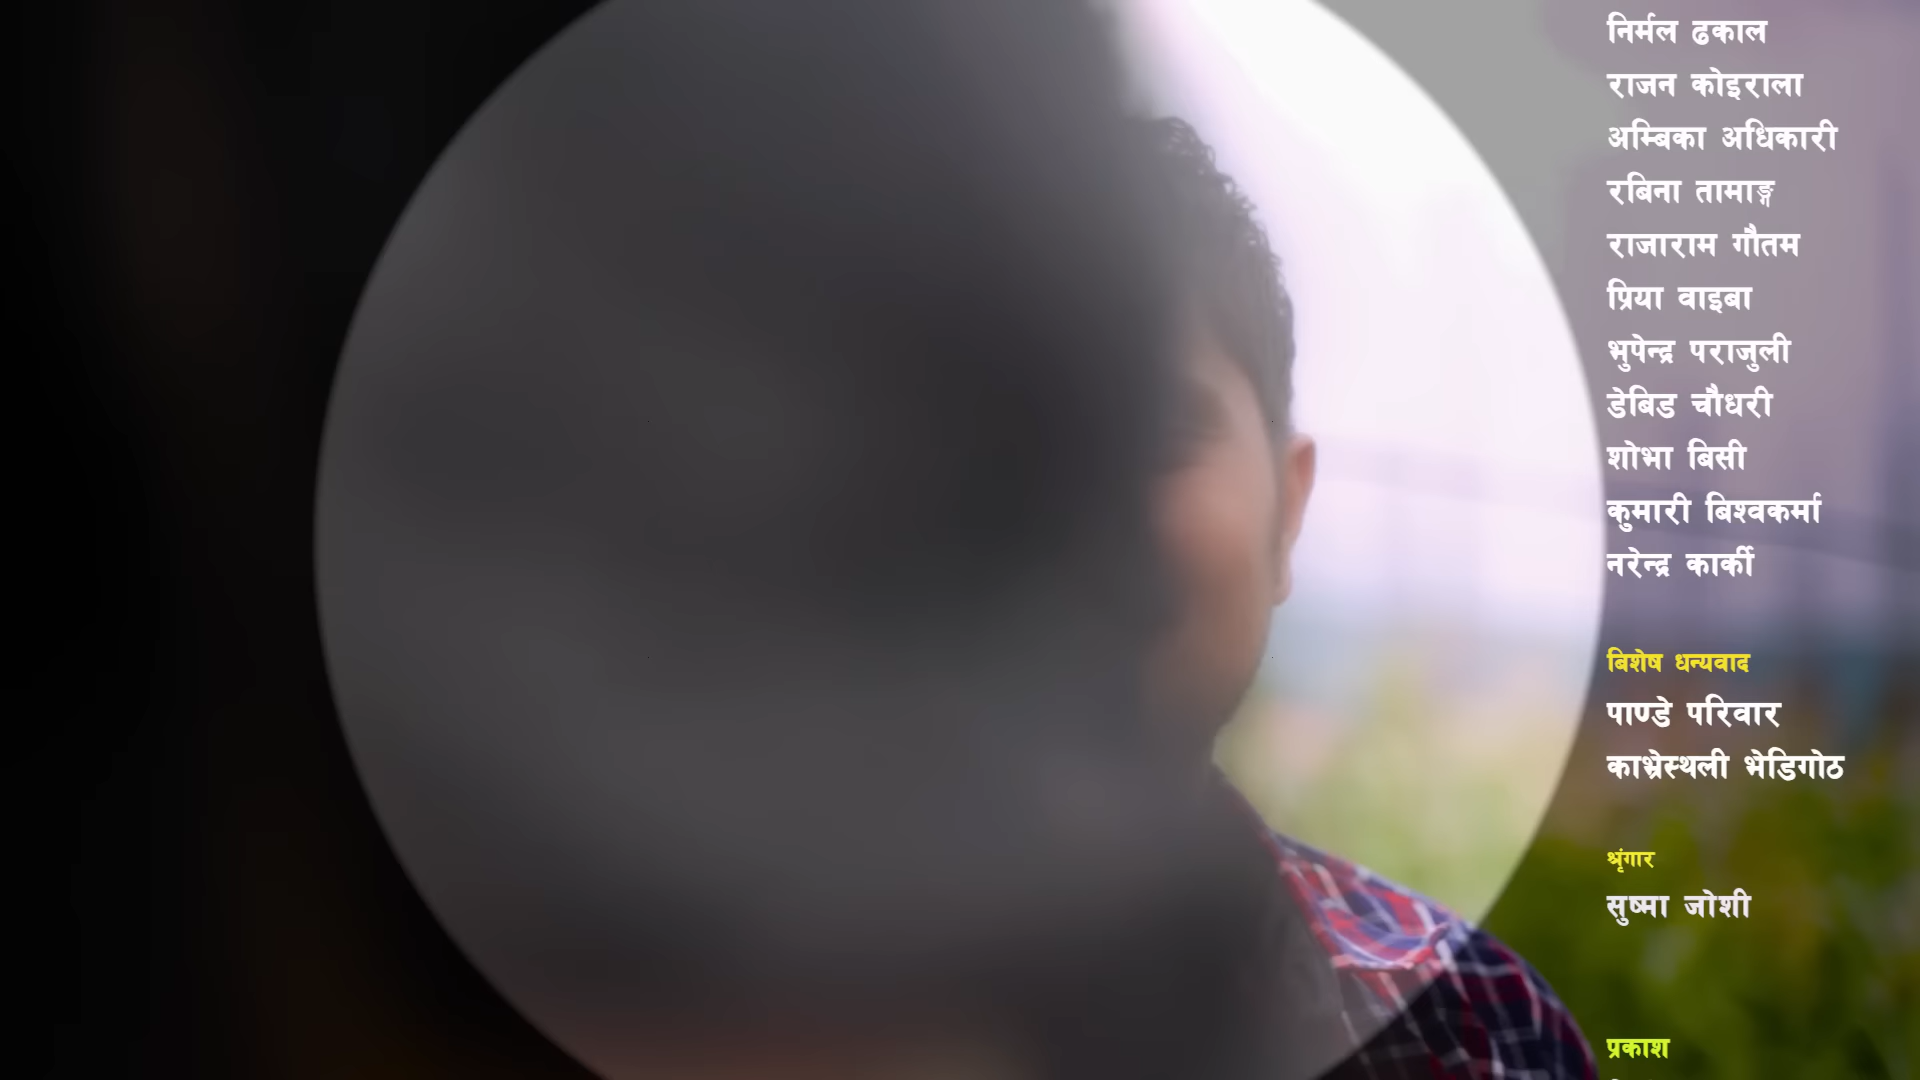 निर्मल ढकाल
राजन कोइराला
अम्बिका अधिकारी
रबिना तामाङ्ग
राजाराम गौतम
प्रिया वाइबा
भुपेन्द्र पराजुली
डेबिड चौधरी
शोभा बिसी
कुमारी बिश्वकर्मा
नरेन्द्र कार्की
बिशेष धन्यवाद
पाण्डे परिवार
काभ्रेस्थली भेडिगोठ
श्रृंगार
सुष्मा जोशी
प्रकाश